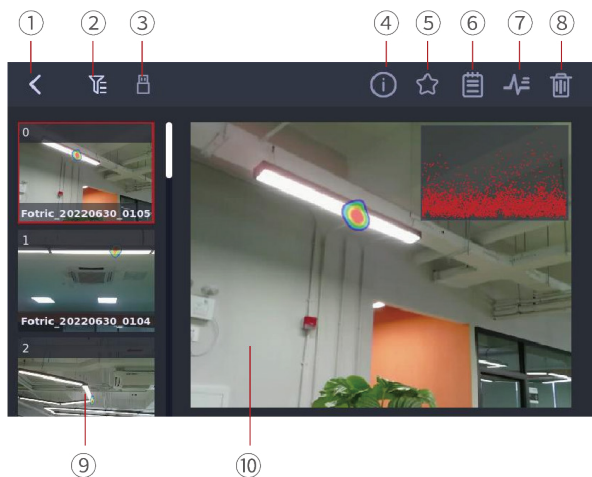 ① ② ③ ④ ⑤ ⑥ ⑦ ⑧
0
Fotric_20220630_0105
1
Fotric_20220630_0104
2
⑨ ⑩